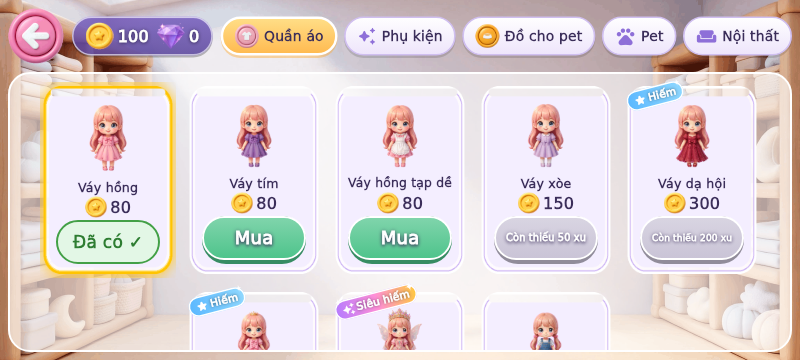 100
0
Quần áo
Phụ kiện
Đồ cho pet
Pet
Nội thất
Váy hồng
80
Đã có ✓
Váy tím
80
Mua
Váy hồng tạp dề
80
Mua
Váy xòe
150
Còn thiếu 50 xu
Hiếm
Váy dạ hội
300
Còn thiếu 200 xu
Hiếm
Siêu hiếm